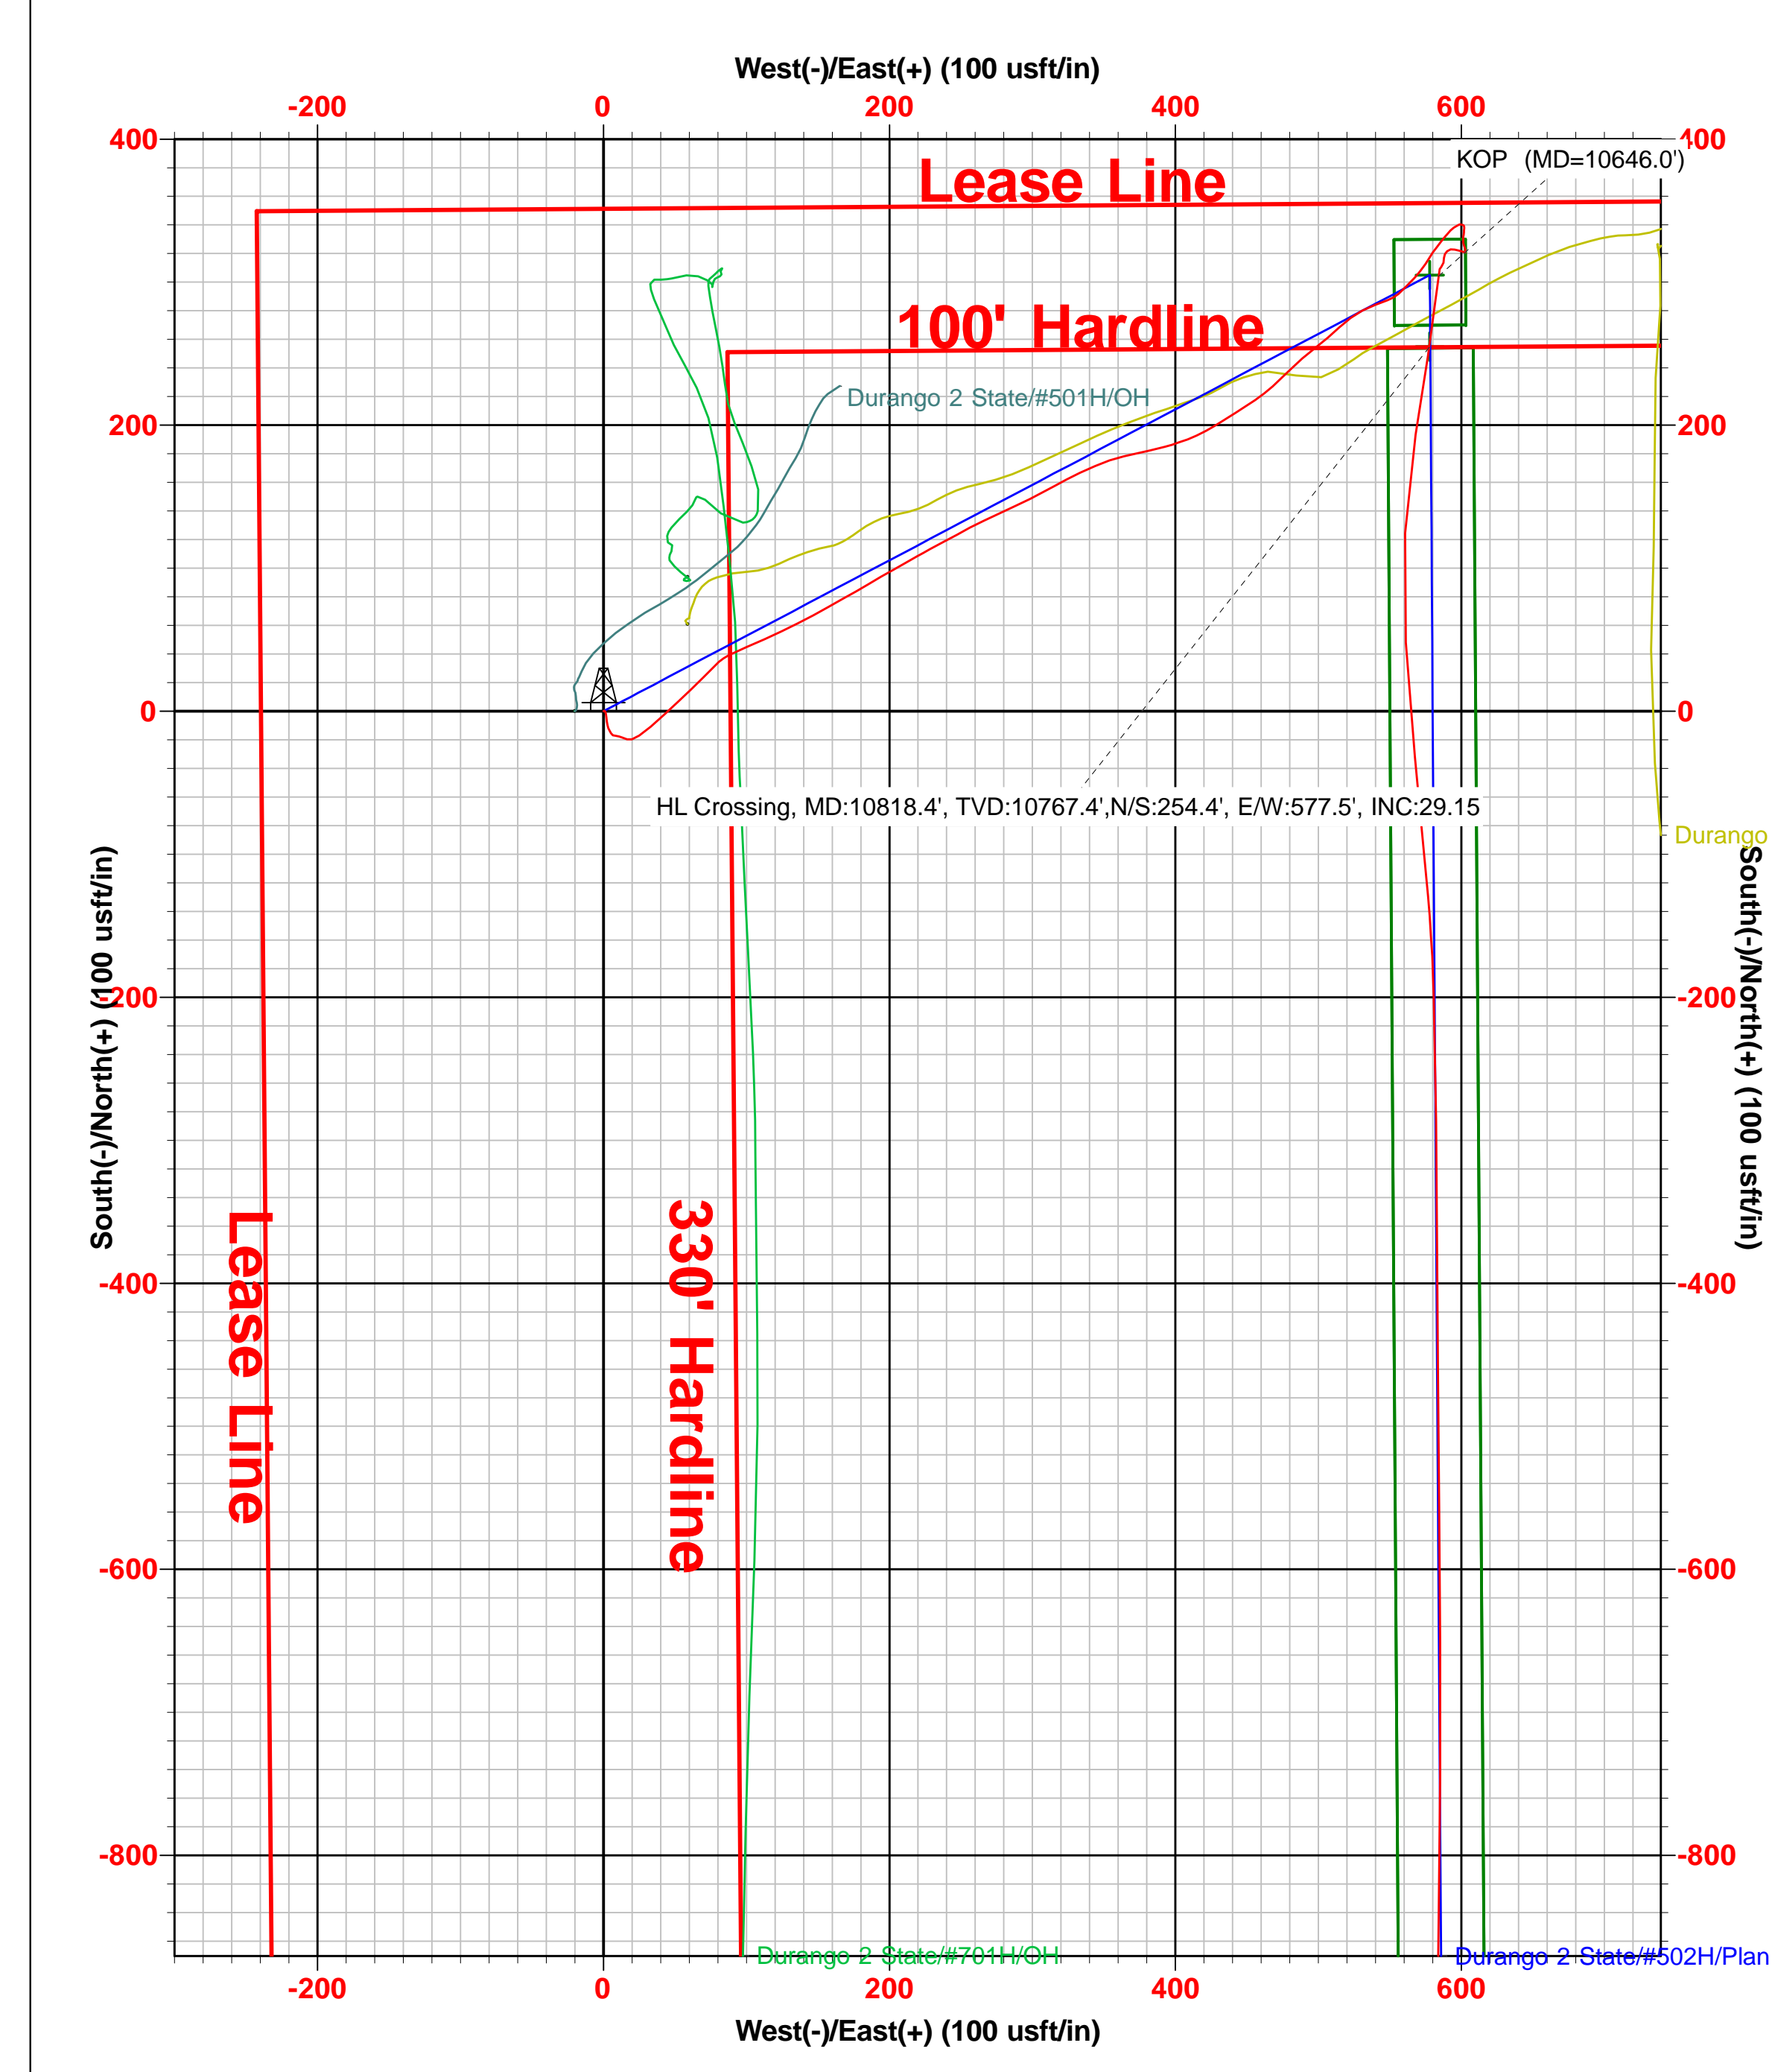 West(-)/East(+) (100 usft/in)
-200 0 200 400 600
400 400
KOP (MD=10646.0')
Lease Line
100' Hardline
Durango 2 State/#501H/OH
200 200
0 0
HL Crossing, MD:10818.4', TVD:10767.4',N/S:254.4', E/W:577.5', INC:29.15
Durango
South(-)/North(+) (100 usft/in)
South(-)/North(+) (100 usft/in)
-200 -200
Lease Line
330' Hardline
-400 -400
-600 -600
-800 -800
Durango 2 State/#701H/OH
Durango 2 State/#502H/Plan
-200 0 200 400 600
West(-)/East(+) (100 usft/in)